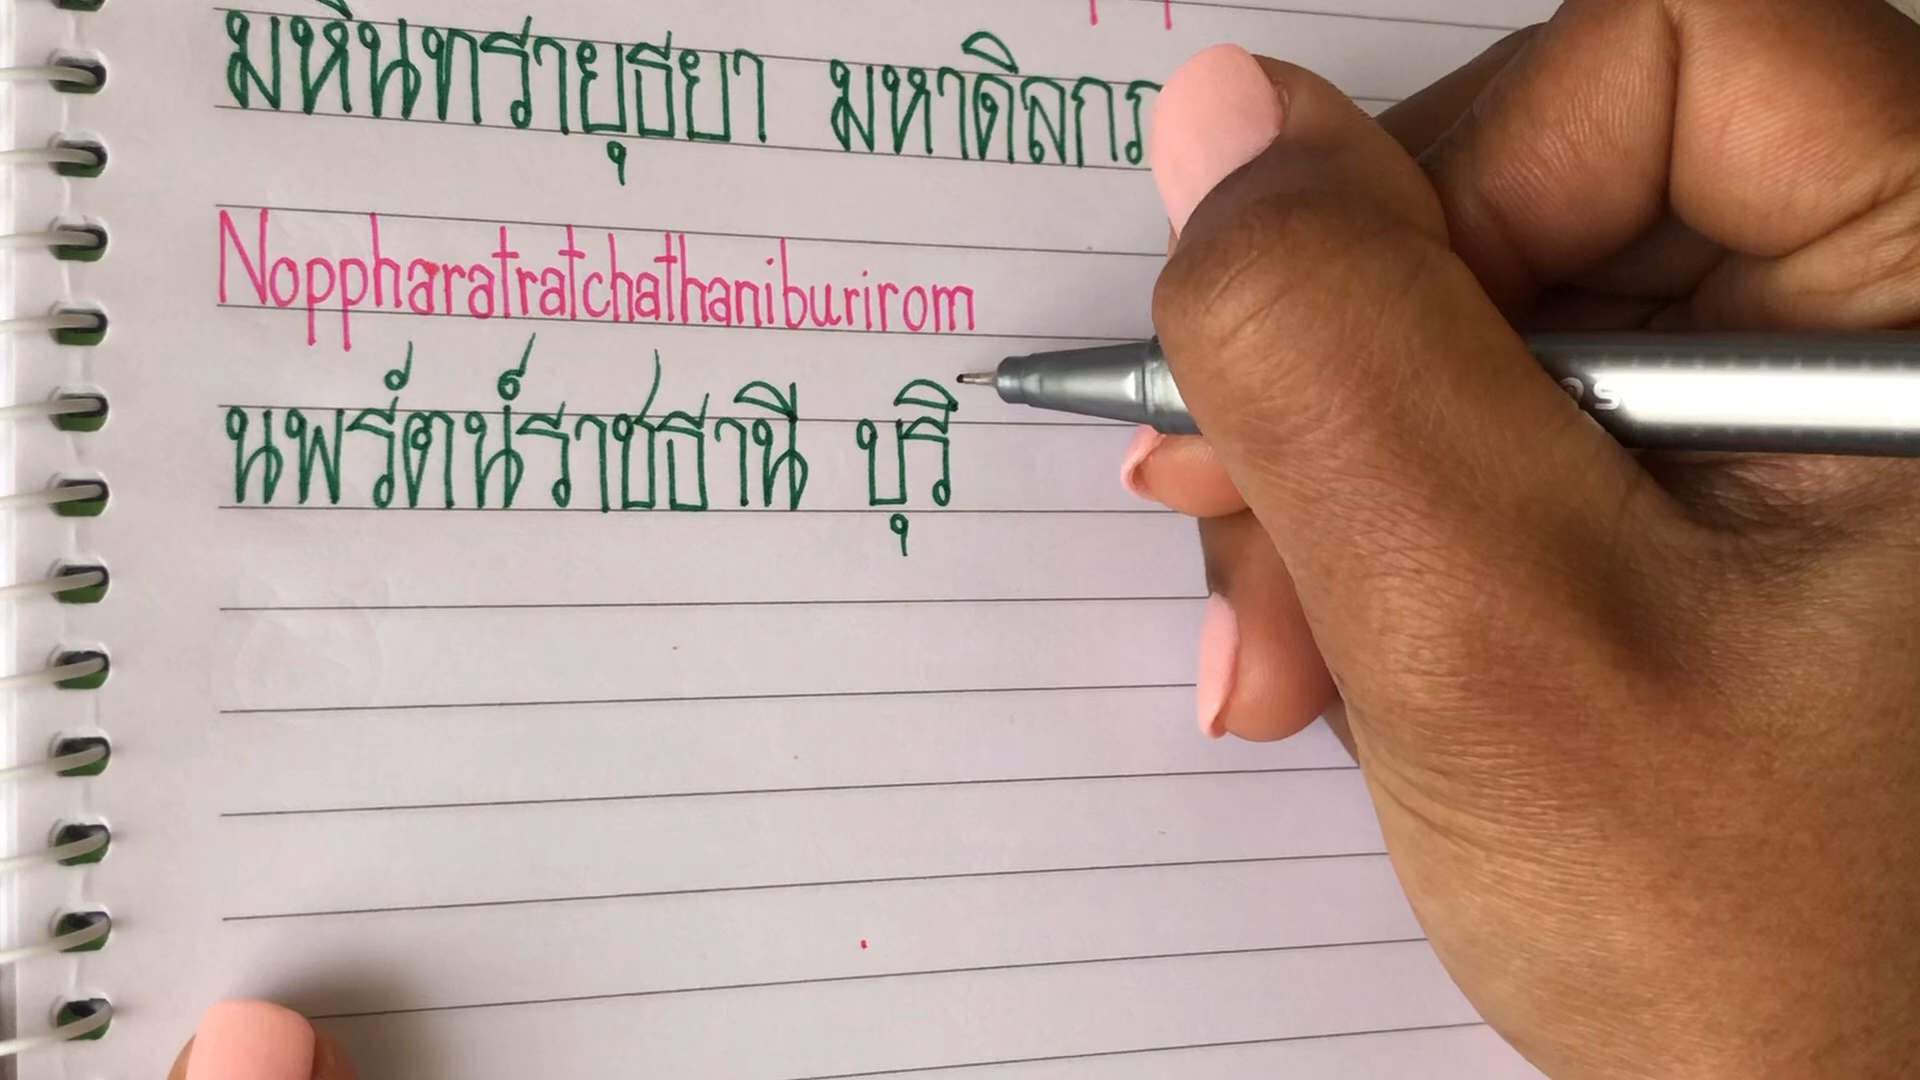 มหินทรายุธยา มหาดิลกร
Noppharatratchathaniburirom
นพรัตน์ราชธานี บุรี